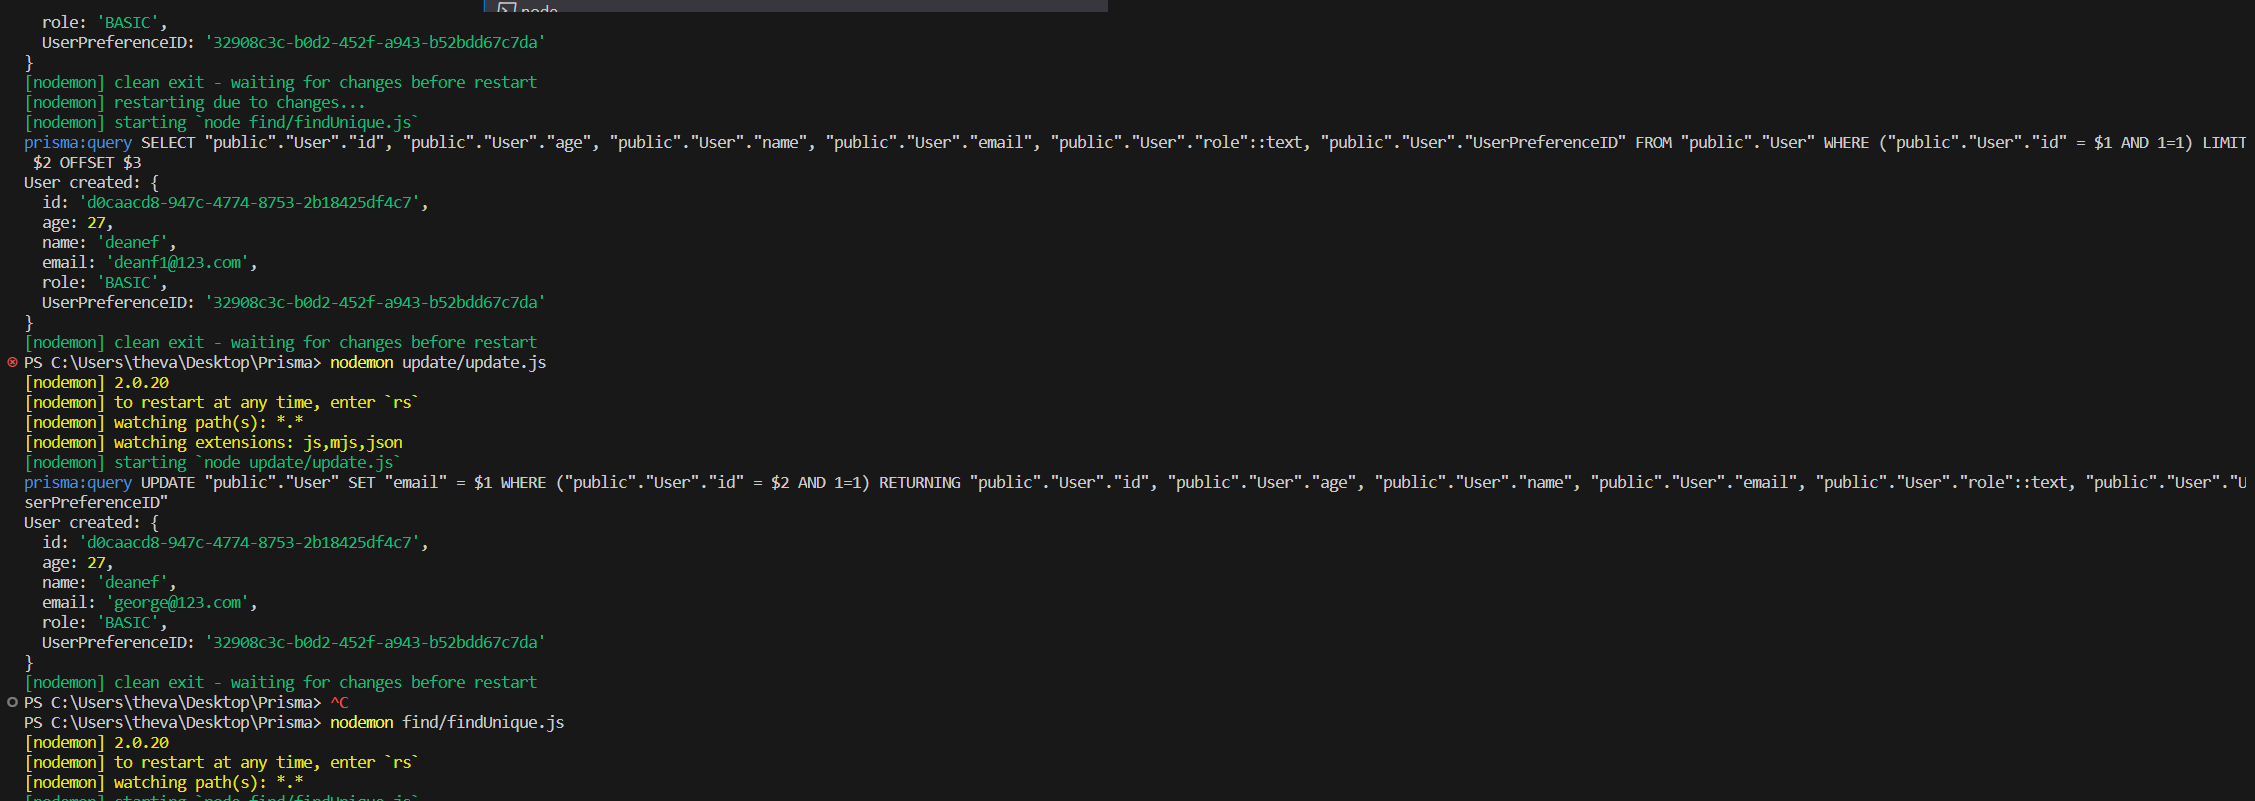 node
role: 'BASIC',
UserPreferenceID: '32908c3c-b0d2-452f-a943-b52bdd67c7da'
}
[nodemon] clean exit - waiting for changes before restart
[nodemon] restarting due to changes...
[nodemon] starting `node find/findUnique.js`
prisma:query SELECT "public"."User"."id", "public"."User"."age", "public"."User"."name", "public"."User"."email", "public"."User"."role"::text, "public"."User"."UserPreferenceID" FROM "public"."User" WHERE ("public"."User"."id" = $1 AND 1=1) LIMIT
$2 OFFSET $3
User created: {
id: 'd0caacd8-947c-4774-8753-2b18425df4c7',
age: 27,
name: 'deanef',
email: 'deanf1@123.com',
role: 'BASIC',
UserPreferenceID: '32908c3c-b0d2-452f-a943-b52bdd67c7da'
}
[nodemon] clean exit - waiting for changes before restart
PS C:\Users\theva\Desktop\Prisma> nodemon update/update.js
[nodemon] 2.0.20
[nodemon] to restart at any time, enter `rs`
[nodemon] watching path(s): *.*
[nodemon] watching extensions: js,mjs,json
[nodemon] starting `node update/update.js`
prisma:query UPDATE "public"."User" SET "email" = $1 WHERE ("public"."User"."id" = $2 AND 1=1) RETURNING "public"."User"."id", "public"."User"."age", "public"."User"."name", "public"."User"."email", "public"."User"."role"::text, "public"."User"."U
serPreferenceID"
User created: {
id: 'd0caacd8-947c-4774-8753-2b18425df4c7',
age: 27,
name: 'deanef',
email: 'george@123.com',
role: 'BASIC',
UserPreferenceID: '32908c3c-b0d2-452f-a943-b52bdd67c7da'
}
[nodemon] clean exit - waiting for changes before restart
PS C:\Users\theva\Desktop\Prisma> ^C
PS C:\Users\theva\Desktop\Prisma> nodemon find/findUnique.js
[nodemon] 2.0.20
[nodemon] to restart at any time, enter `rs`
[nodemon] watching path(s): *.*
[nodemon] starting `node find/findUnique.js`